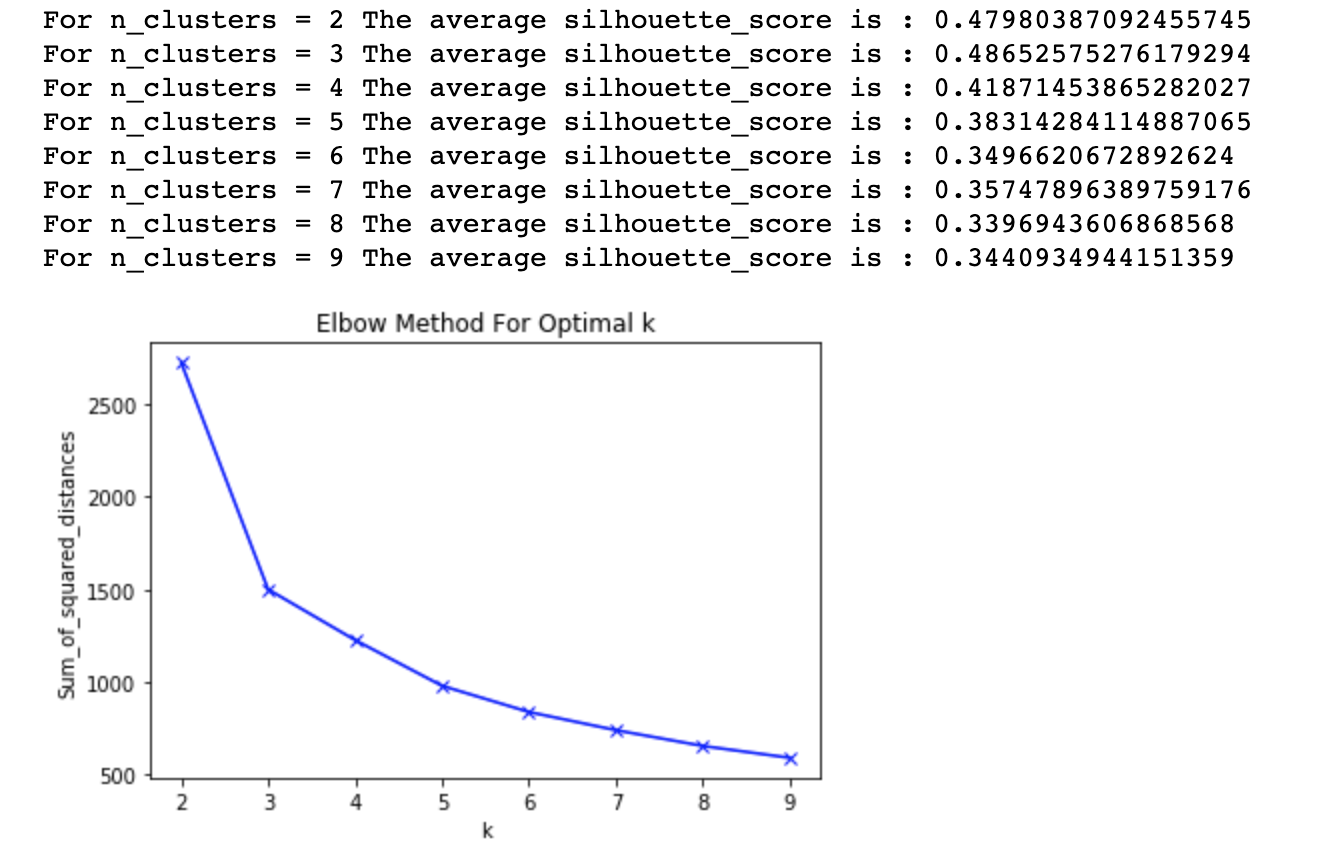 For n_clusters = 2 The average silhouette_score is : 0.47980387092455745
For n_clusters = 3 The average silhouette_score is : 0.48652575276179294
For n_clusters = 4 The average silhouette_score is : 0.41871453865282027
For n_clusters = 5 The average silhouette_score is : 0.38314284114887065
For n_clusters = 6 The average silhouette_score is : 0.3496620672892624
For n_clusters = 7 The average silhouette_score is : 0.35747896389759176
For n_clusters = 8 The average silhouette_score is : 0.3396943606868568
For n_clusters = 9 The average silhouette_score is : 0.3440934944151359
Elbow Method For Optimal k
Sum_of_squared_distances
2500
2000
1500
1000
500
2 3 4 5 6 7 8 9
k